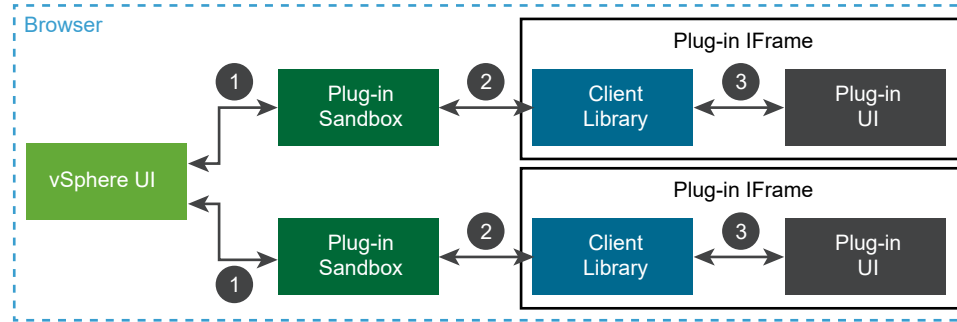 Browser
Plug-in IFrame
1
2
3
Plug-in
Sandbox
Client
Library
Plug-in
UI
vSphere UI
Plug-in IFrame
Plug-in
Sandbox
2
Client
Library
3
Plug-in
UI
1